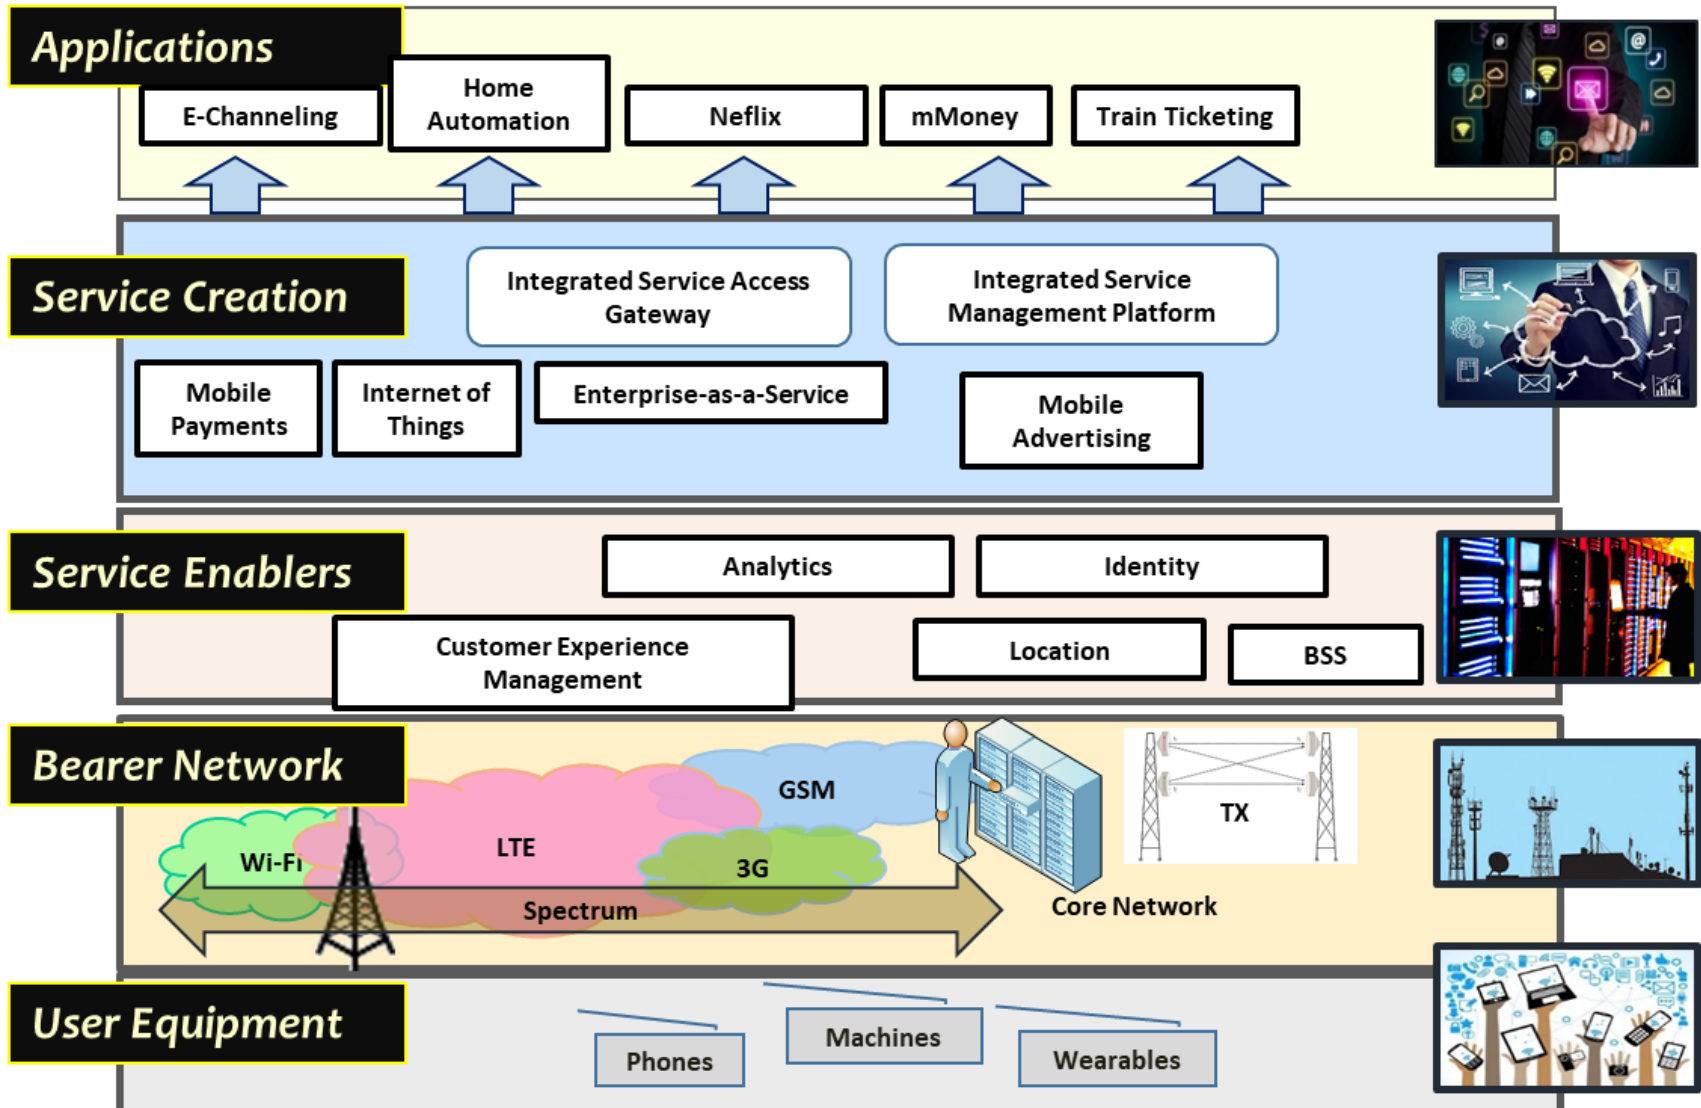 Applications
E-Channeling
Home
Automation
Neflix
mMoney
Train Ticketing
Service Creation
Integrated Service Access
Gateway
Integrated Service
Management Platform
Mobile
Payments
Internet of
Things
Enterprise-as-a-Service
Mobile
Advertising
Service Enablers
Analytics
Identity
Customer Experience
Management
Location
BSS
Bearer Network
GSM
TX
LTE
Wi-Fi
3G
Spectrum
Core Network
User Equipment
Phones
Machines
Wearables